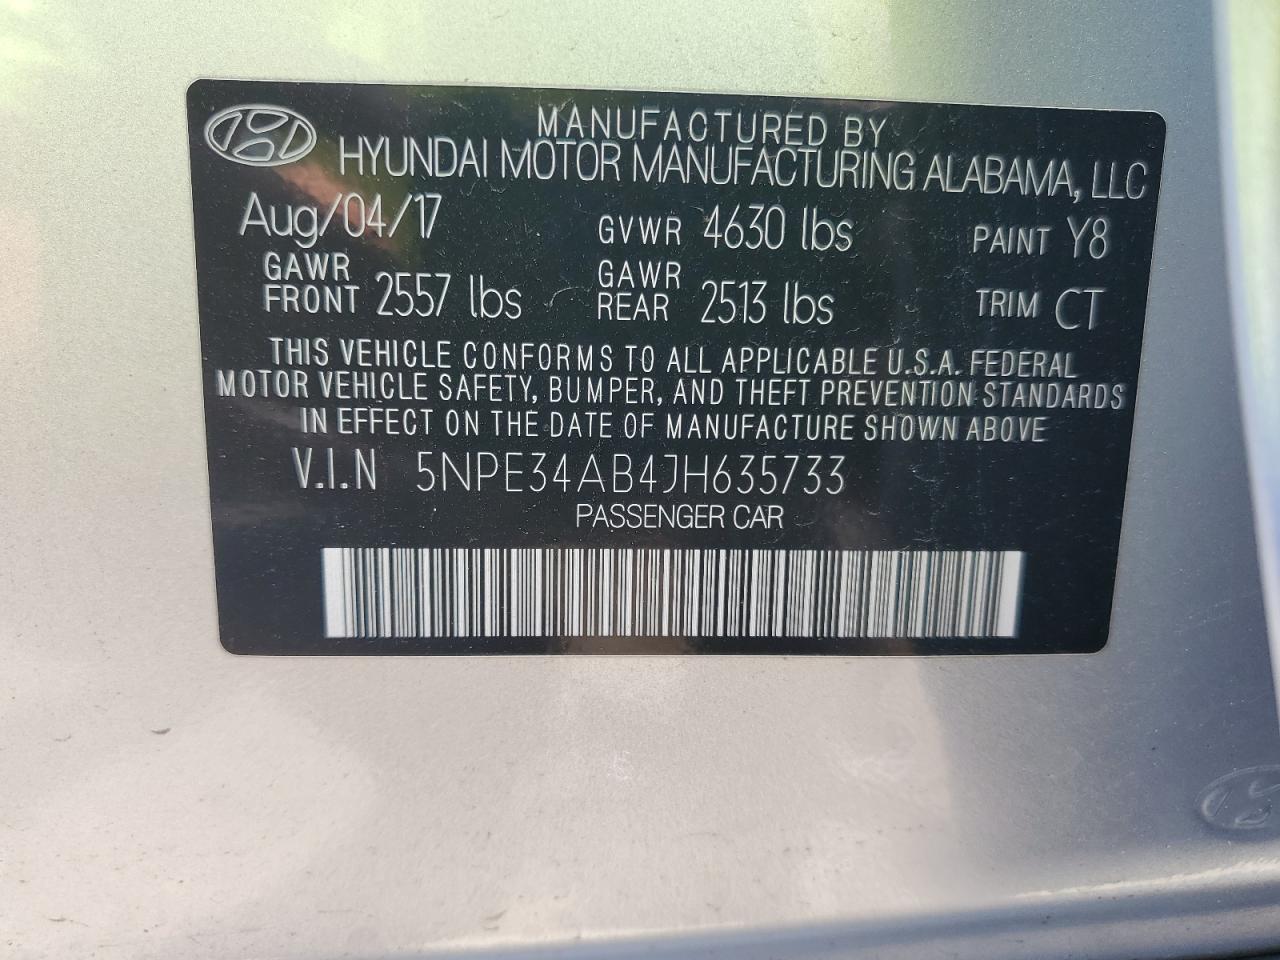 MANUFACTURED BY
HYUNDAI MOTOR MANUFACTURING ALABAMA, LLC
Aug/04/17 GVWR 4630 lbs PAINT Y8
GAWR FRONT 2557 lbs GAWR REAR 2513 lbs TRIM CT
THIS VEHICLE CONFORMS TO ALL APPLICABLE U.S.A. FEDERAL
MOTOR VEHICLE SAFETY, BUMPER, AND THEFT PREVENTION STANDARDS
IN EFFECT ON THE DATE OF MANUFACTURE SHOWN ABOVE
V.I.N 5NPE34AB4JH635733
PASSENGER CAR